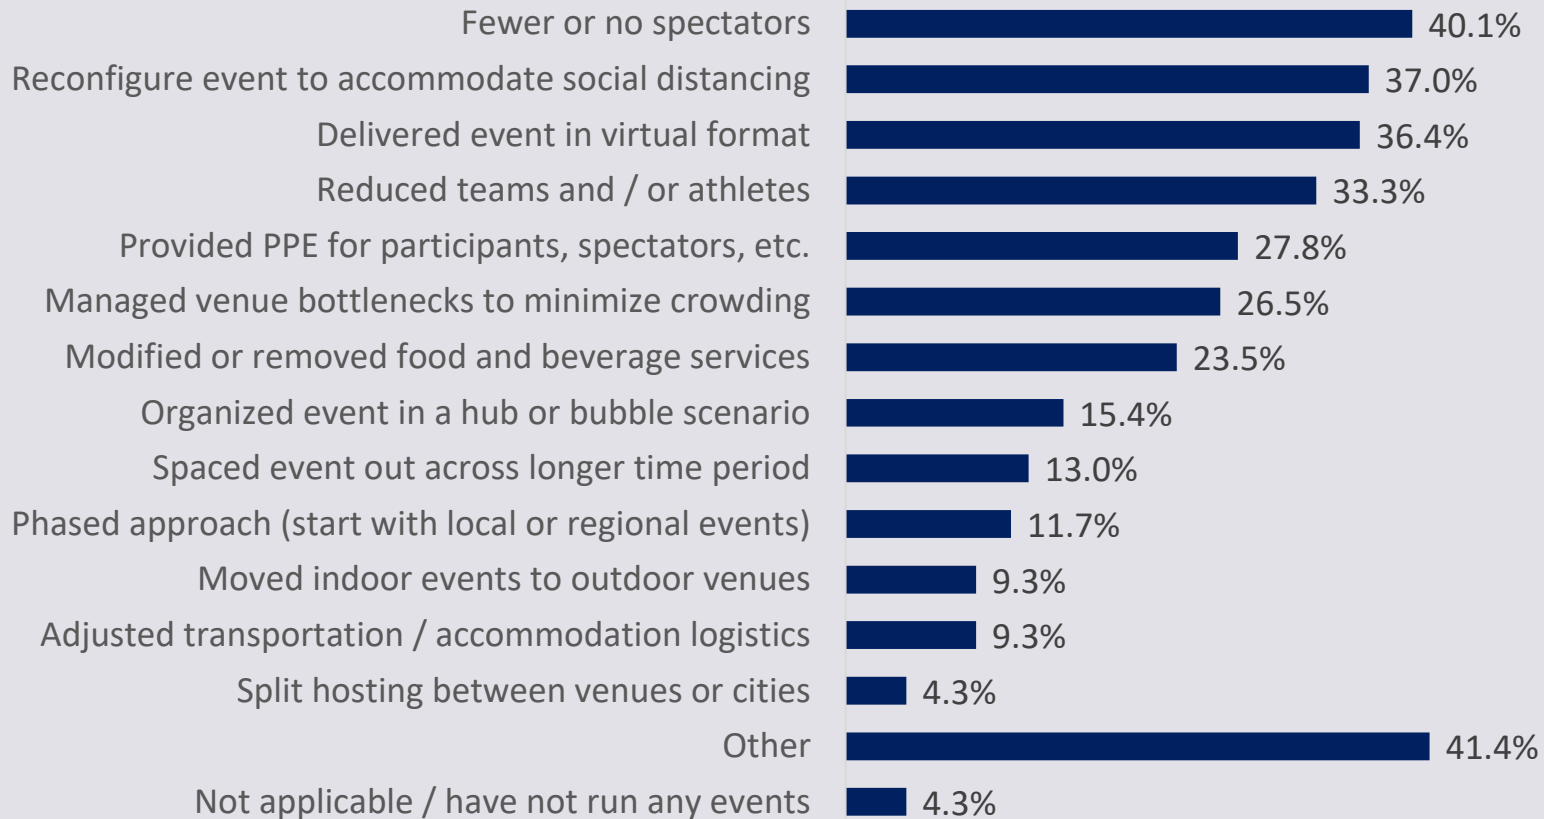 Fewer or no spectators 40.1%
Reconfigure event to accommodate social distancing 37.0%
Delivered event in virtual format 36.4%
Reduced teams and / or athletes 33.3%
Provided PPE for participants, spectators, etc. 27.8%
Managed venue bottlenecks to minimize crowding 26.5%
Modified or removed food and beverage services 23.5%
Organized event in a hub or bubble scenario 15.4%
Spaced event out across longer time period 13.0%
Phased approach (start with local or regional events) 11.7%
Moved indoor events to outdoor venues 9.3%
Adjusted transportation / accommodation logistics 9.3%
Split hosting between venues or cities 4.3%
Other 41.4%
Not applicable / have not run any events 4.3%